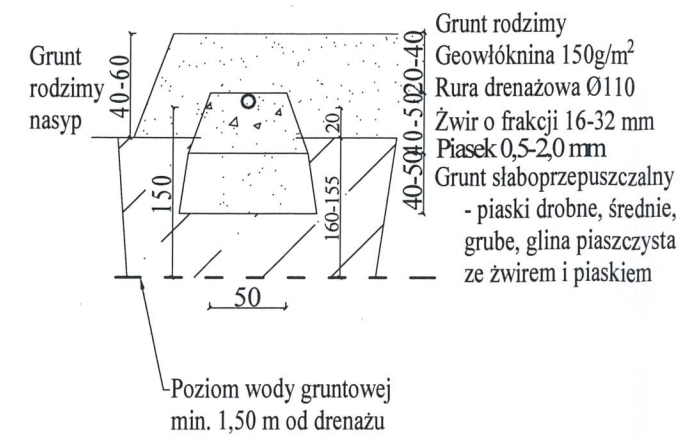 Grunt
rodzimy
nasyp
40-60
150
20
160-155
50
20-40
40-50
40-50
Grunt rodzimy
Geowłóknina 150g/m²
Rura drenażowa Ø110
Żwir o frakcji 16-32 mm
Piasek 0,5-2,0 mm
Grunt słaboprzepuszczalny
- piaski drobne, średnie,
grube, glina piaszczysta
ze żwirem i piaskiem
Poziom wody gruntowej
min. 1,50 m od drenażu